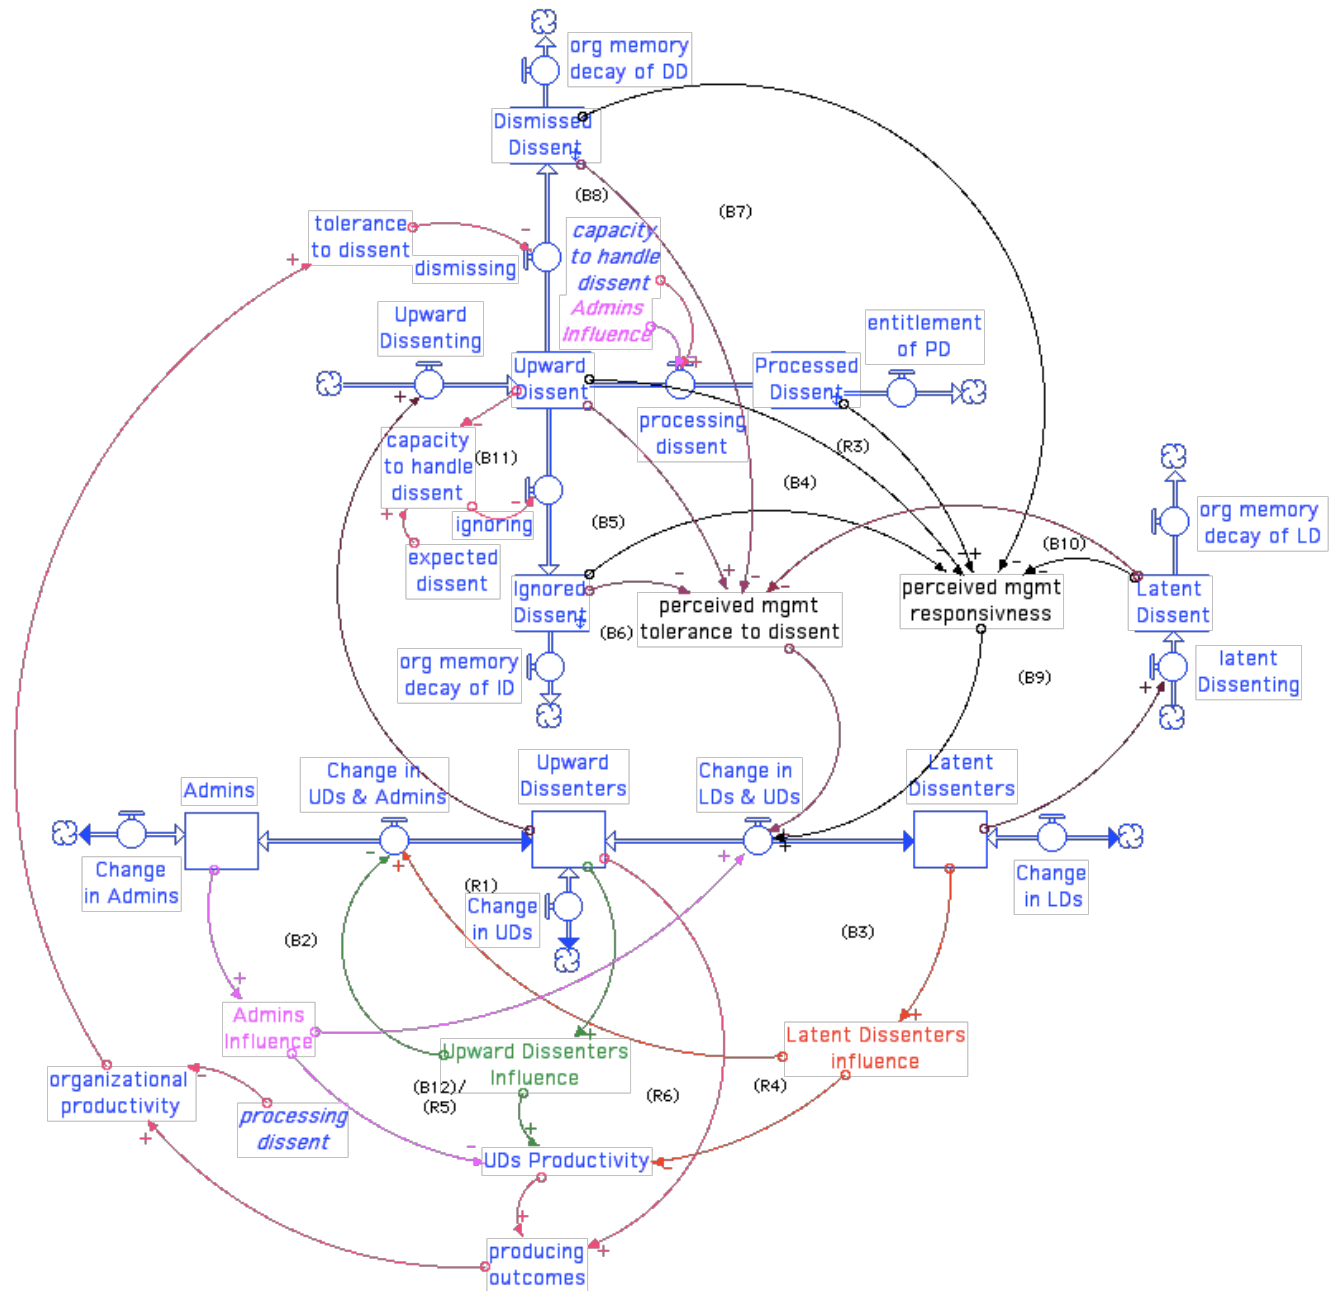 org memory
decay of DD
Dismissed
Dissent
(B8)
(B7)
tolerance
to dissent
-
+
dismissing
capacity
to handle
dissent
Admins
Influence
Upward
Dissenting
entitlement
of PD
Upward
Dissent
+
Processed
Dissent
+
processing
dissent
-
capacity
to handle
dissent
(B11)
(R3)
(B4)
-
+
ignoring
(B5)
expected
dissent
org memory
decay of LD
(B10)
Ignored
Dissent
-
+
-
-
perceived mgmt
tolerance to dissent
(B6)
-
-
+
-
-
perceived mgmt
responsivness
Latent
Dissent
org memory
decay of ID
(B9)
latent
Dissenting
+
Admins
Change in
UDs & Admins
Upward
Dissenters
Change in
LDs & UDs
Latent
Dissenters
+
+
-
+
+
Change
in Admins
(R1)
Change
in UDs
Change
in LDs
(B2)
(B3)
+
Admins
Influence
+
Upward Dissenters
Influence
+
Latent Dissenters
influence
organizational
productivity
-
processing
dissent
(B12)/
(R5)
(R6)
(R4)
+
+
-
UDs Productivity
-
+
+
producing
outcomes